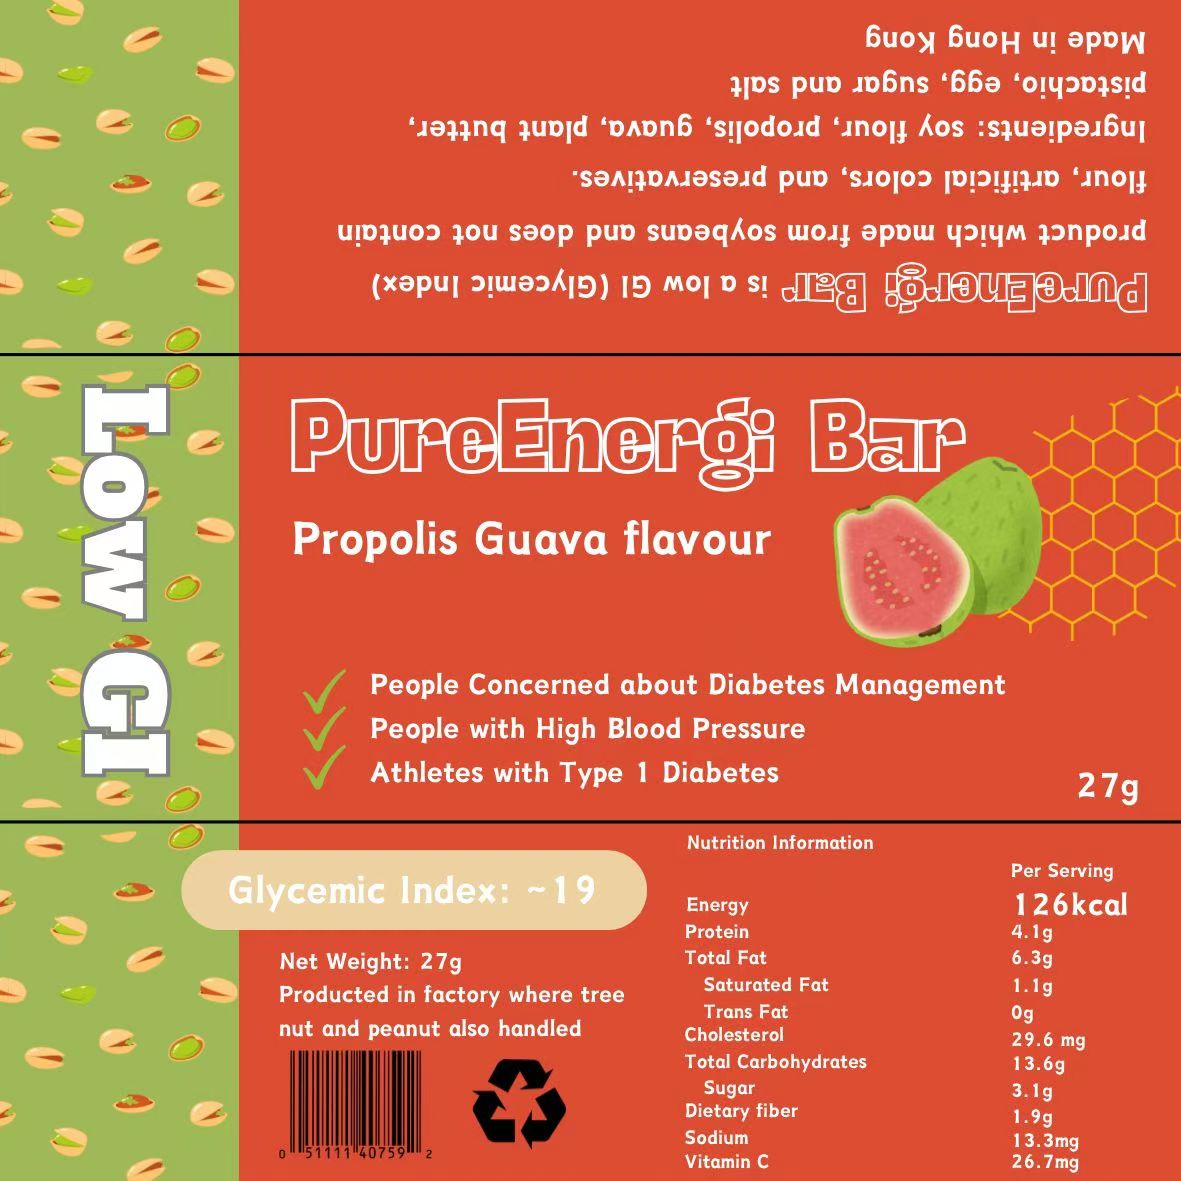 PureEnergi Bar is a low GI (Glycemic Index)
product which made from soybeans and does not contain
flour, artificial colors, and preservatives.
Ingredients: soy flour, propolis, guava, plant butter,
pistachio, egg, sugar and salt
Made in Hong Kong
Low GI
PureEnergi Bar
Propolis Guava flavour
People Concerned about Diabetes Management
People with High Blood Pressure
Athletes with Type 1 Diabetes
27g
Glycemic Index: ~19
Net Weight: 27g
Producted in factory where tree
nut and peanut also handled
0 51111 40759 2
Nutrition Information
Per Serving
Energy 126kcal
Protein 4.1g
Total Fat 6.3g
Saturated Fat 1.1g
Trans Fat 0g
Cholesterol 29.6 mg
Total Carbohydrates 13.6g
Sugar 3.1g
Dietary fiber 1.9g
Sodium 13.3mg
Vitamin C 26.7mg